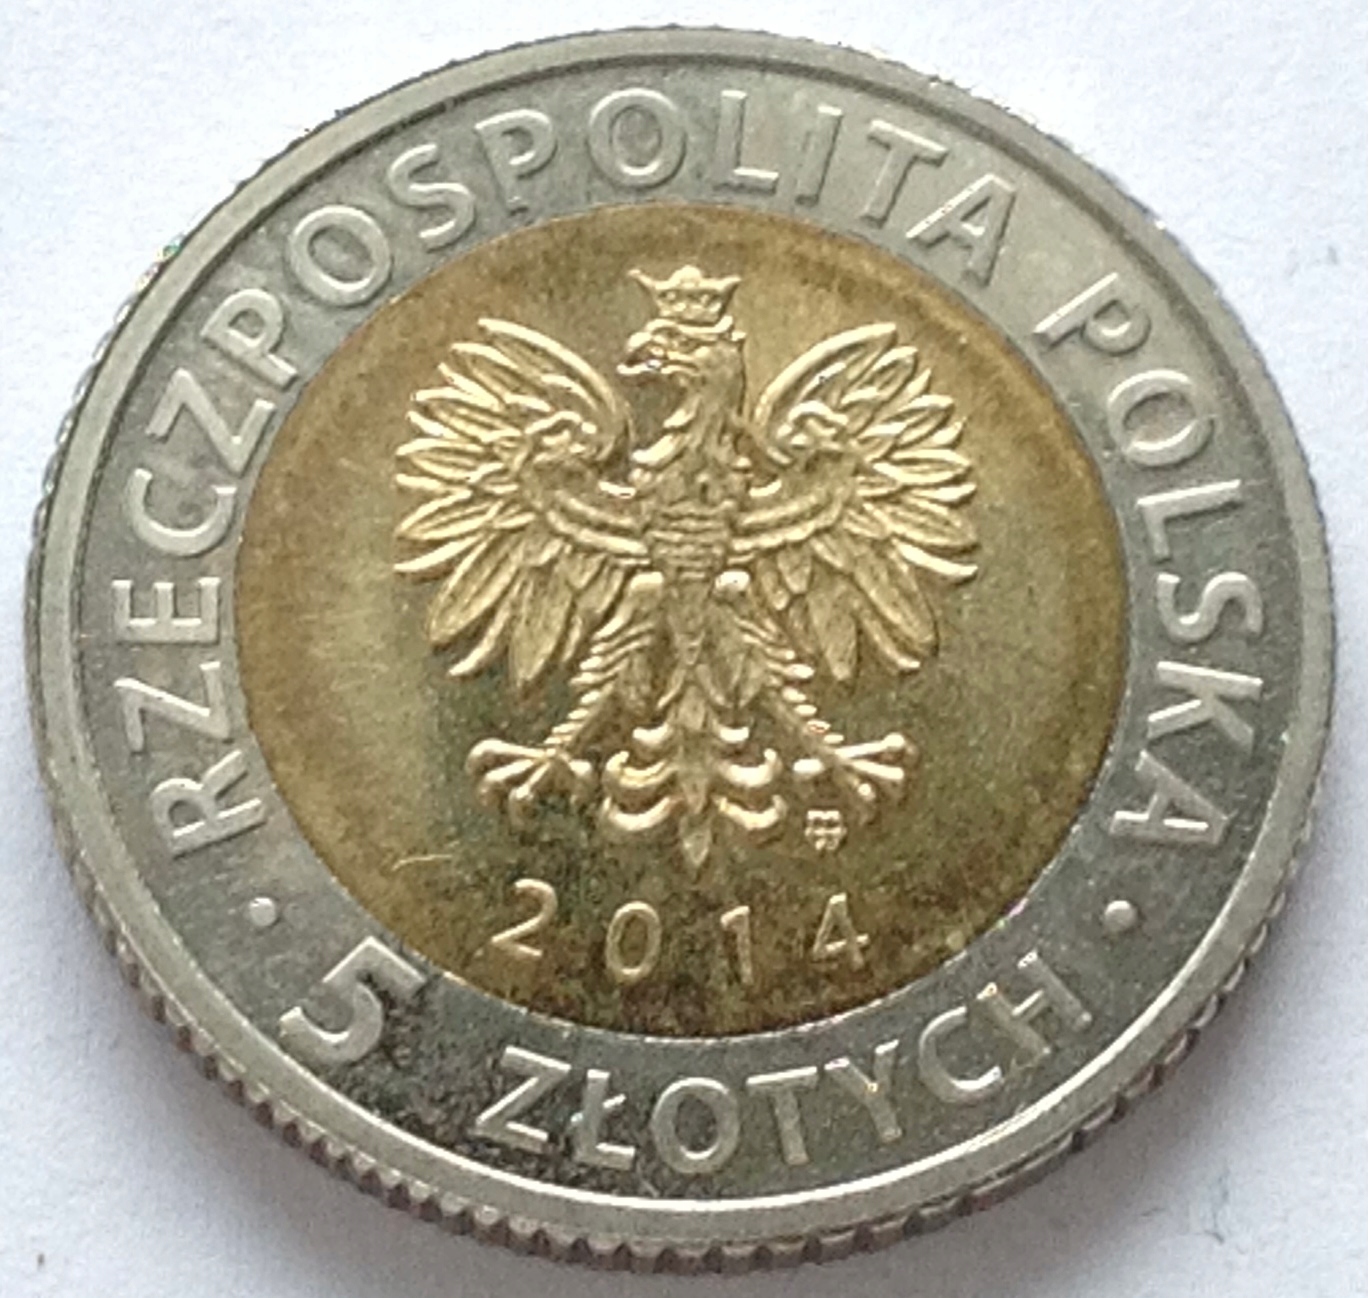 RZECZPOSPOLITA POLSKA
2014
• 5 ZŁOTYCH •